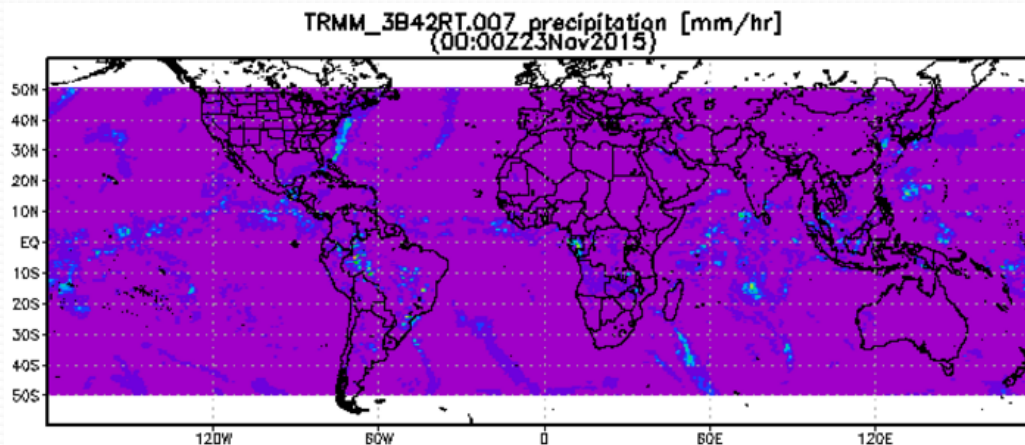 TRMM_3B42RT.007 precipitation [mm/hr]
(00:00Z23Nov2015)
50N
40N
30N
20N
10N
EQ
10S
20S
30S
40S
50S
120W 60W 0 60E 120E